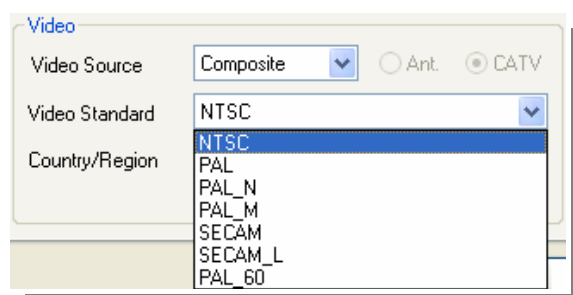 Video
Video Source Composite Ant. CATV
Video Standard NTSC
NTSC
Country/Region
PAL
PAL_N
PAL_M
SECAM
SECAM_L
PAL_60